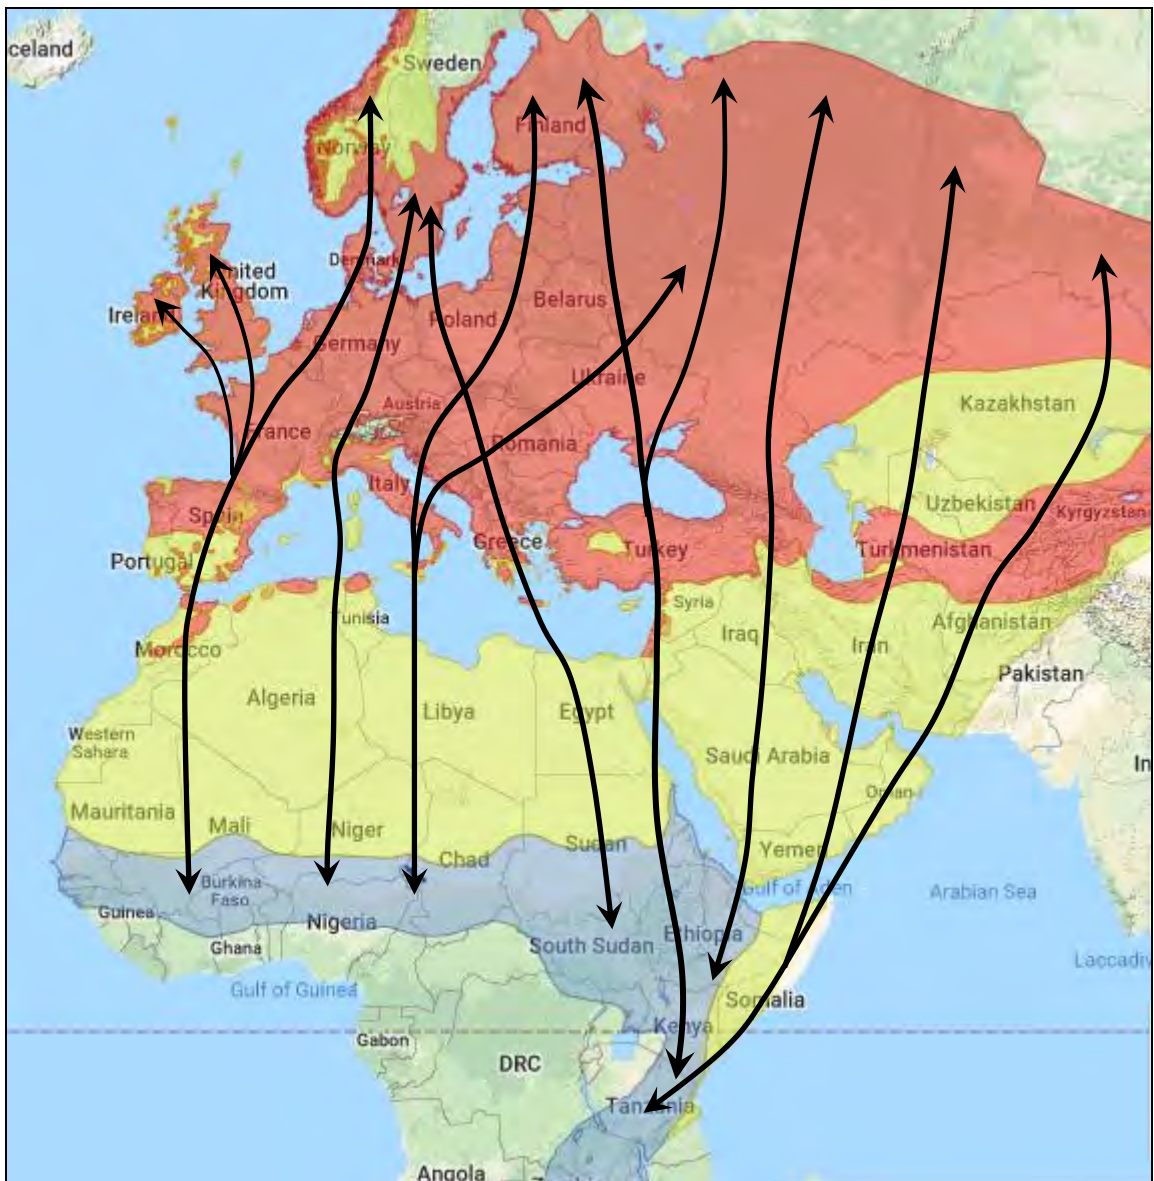 celand
Sweden
Finland
Norway
United
Kingdom
Denmark
Ireland
Belarus
Poland
Germany
Ukraine
Austria
Kazakhstan
France
Romania
Italy
Uzbekistan
Kyrgyzstan
Spain
Greece
Turkey
Turkmenistan
Portugal
Syria
Tunisia
Afghanistan
Iraq
Iran
Morocco
Pakistan
Algeria
Libya
Egypt
Western
Sahara
Saudi Arabia
In
Oman
Mauritania
Mali
Niger
Sudan
Chad
Yemen
Burkina
Faso
Gulf of Aden
Arabian Sea
Guinea
Nigeria
Ethiopia
Ghana
South Sudan
Laccadiv
Gulf of Guinea
Somalia
Kenya
Gabon
DRC
Tanzania
Angola